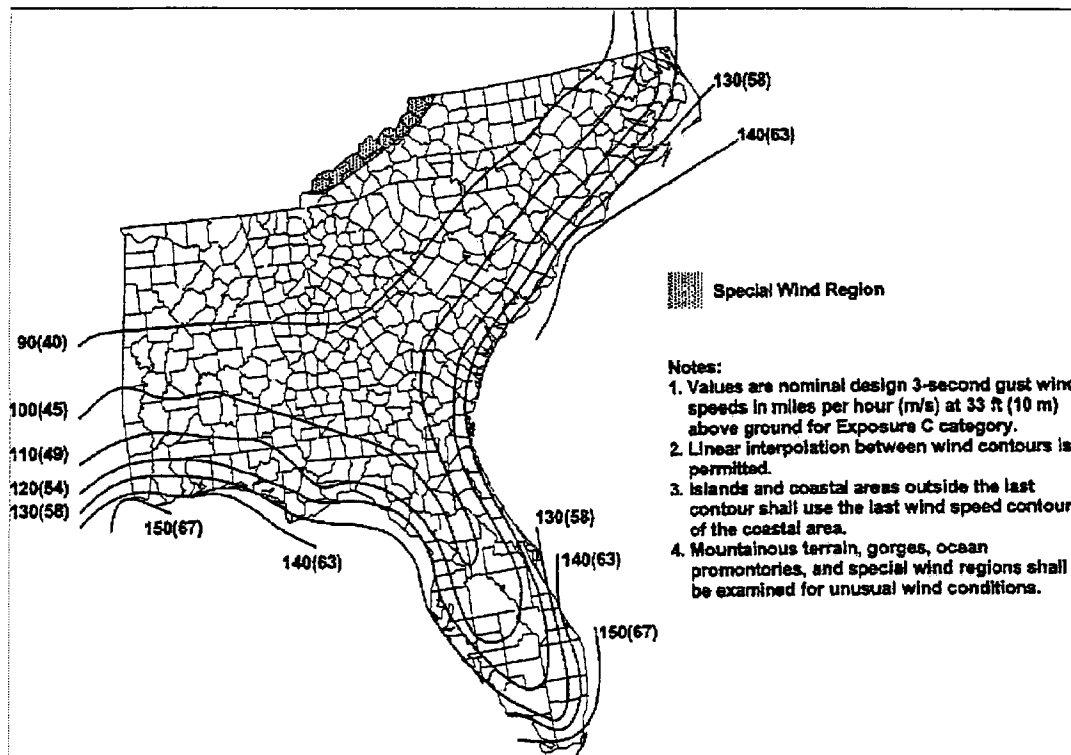 130(58)
140(63)
Special Wind Region
90(40)
Notes:
1. Values are nominal design 3-second gust wind
speeds in miles per hour (m/s) at 33 ft (10 m)
above ground for Exposure C category.
2. Linear interpolation between wind contours is
permitted.
3. Islands and coastal areas outside the last
contour shall use the last wind speed contour
of the coastal area.
4. Mountainous terrain, gorges, ocean
promontories, and special wind regions shall
be examined for unusual wind conditions.
100(45)
110(49)
120(54)
130(58)
150(67)
140(63)
130(58)
140(63)
150(67)